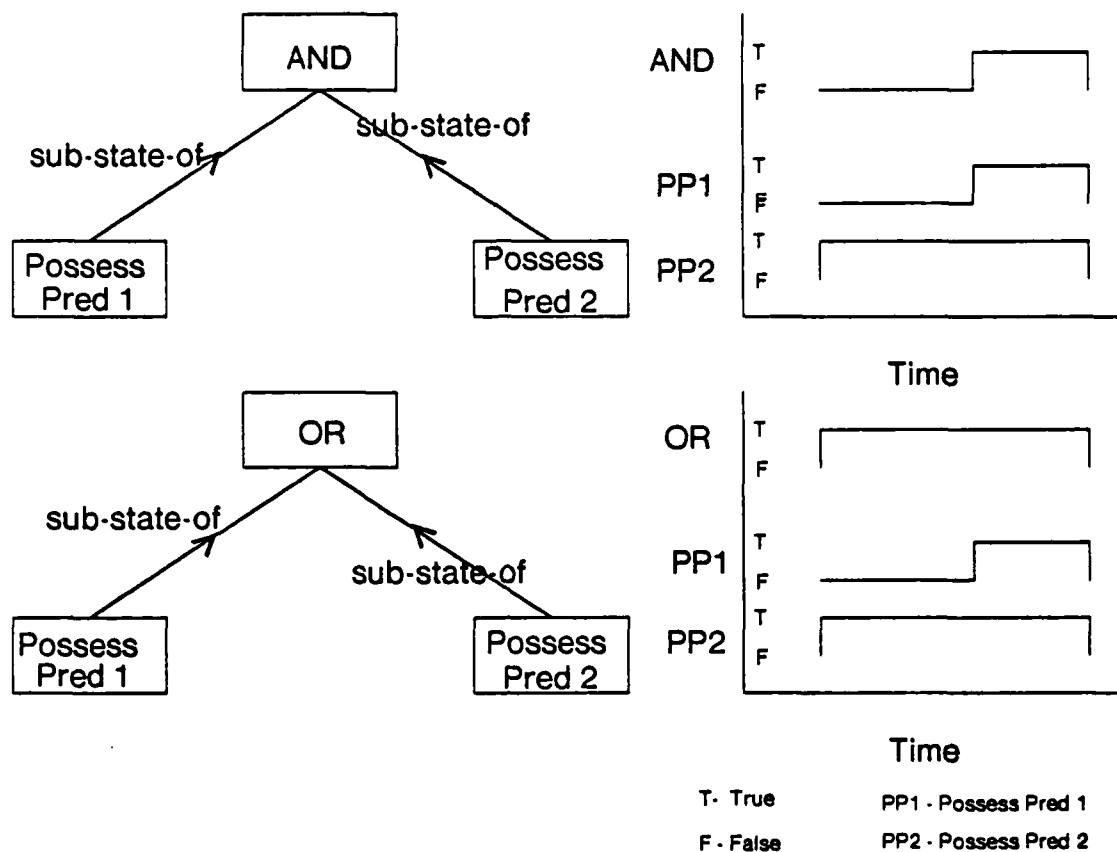 AND
sub-state-of
sub-state-of
Possess
Pred 1
Possess
Pred 2
AND
T
F
PP1
T
F
PP2
T
F
Time
OR
sub-state-of
sub-state-of
Possess
Pred 1
Possess
Pred 2
OR
T
F
PP1
T
F
PP2
T
F
Time
T- True
PP1 - Possess Pred 1
F - False
PP2 - Possess Pred 2